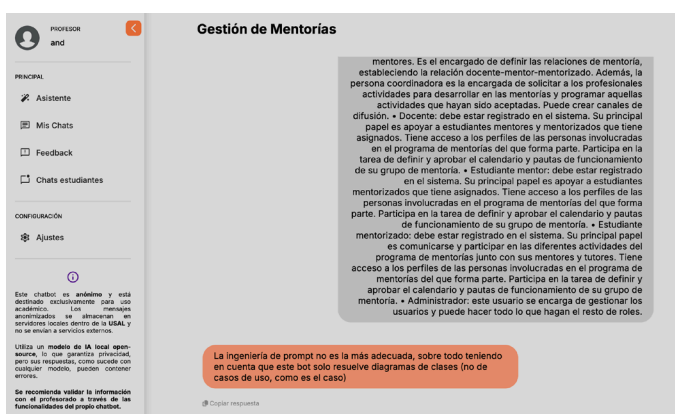 PROFESOR
and
PRINCIPAL
Asistente
Mis Chats
Feedback
Chats estudiantes
CONFIGURACIÓN
Ajustes
Este chatbot es anónimo y está
destinado exclusivamente para uso
académico. Los mensajes
anonimizados se almacenan en
servidores locales dentro de la USAL y
no se envían a servicios externos.
Utiliza un modelo de IA local open-
source, lo que garantiza privacidad,
pero sus respuestas, como sucede con
cualquier modelo, pueden contener
errores.
Se recomienda validar la información
con el profesorado a través de las
funcionalidades del propio chatbot.
Gestión de Mentorías
mentores. Es el encargado de definir las relaciones de mentoría,
estableciendo la relación docente-mentor-mentorizado. Además, la
persona coordinadora es la encargada de solicitar a los profesionales
actividades para desarrollar en las mentorías y programar aquellas
actividades que hayan sido aceptadas. Puede crear canales de
difusión. • Docente: debe estar registrado en el sistema. Su principal
papel es apoyar a estudiantes mentores y mentorizados que tiene
asignados. Tiene acceso a los perfiles de las personas involucradas
en el programa de mentorías del que forma parte. Participa en la
tarea de definir y aprobar el calendario y pautas de funcionamiento
de su grupo de mentoría. • Estudiante mentor: debe estar registrado
en el sistema. Su principal papel es apoyar a estudiantes
mentorizados que tiene asignados. Tiene acceso a los perfiles de las
personas involucradas en el programa de mentorías del que forma
parte. Participa en la tarea de definir y aprobar el calendario y pautas
de funcionamiento de su grupo de mentoría. • Estudiante
mentorizado: debe estar registrado en el sistema. Su principal papel
es comunicarse y participar en las diferentes actividades del
programa de mentorías junto con sus mentores y tutores. Tiene
acceso a los perfiles de las personas involucradas en el programa de
mentorías del que forma parte. Participa en la tarea de definir y
aprobar el calendario y pautas de funcionamiento de su grupo de
mentoría. • Administrador: este usuario se encarga de gestionar los
usuarios y puede hacer todo lo que hagan el resto de roles.
La ingeniería de prompt no es la más adecuada, sobre todo teniendo
en cuenta que este bot solo resuelve diagramas de clases (no de
casos de uso, como es el caso)
Copiar respuesta